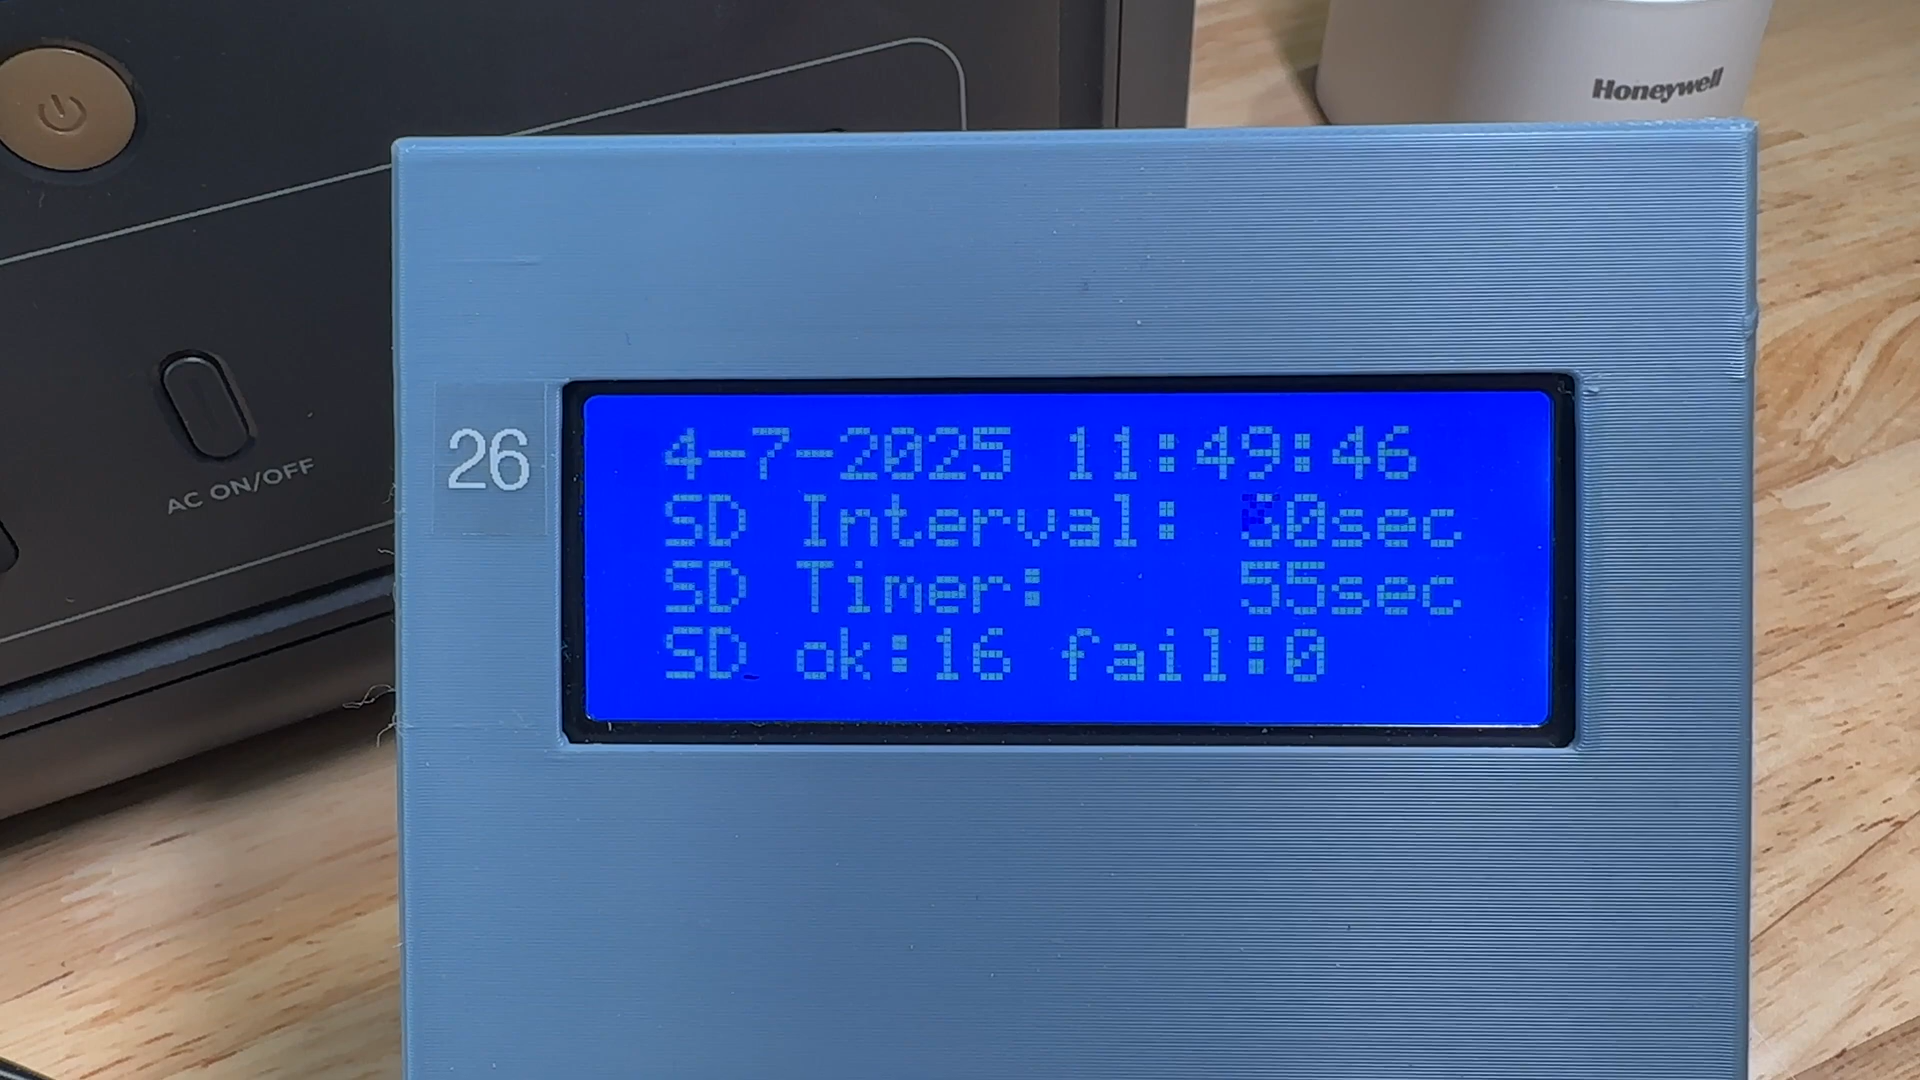 Honeywell
26
AC ON/OFF
4-7-2025 11:49:46
SD Interval: 0sec
SD Timer: 55sec
SD ok:16 fail:0